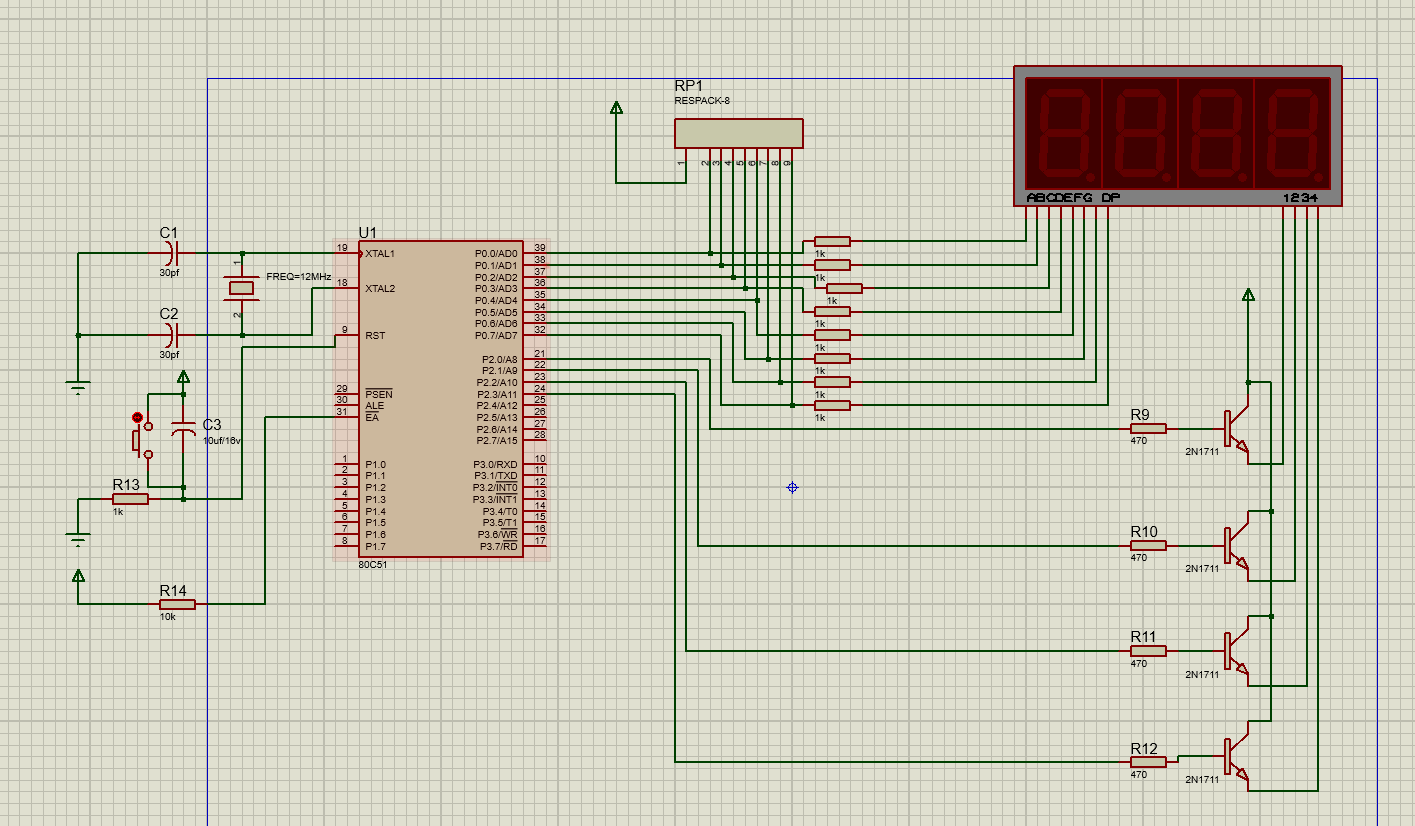 RP1
RESPACK-8
1
2
3
4
5
6
7
8
9
ABCDEFG DP
1234
C1
30pf
1
2
FREQ=12MHz
C2
30pf
C3
10uf/16v
R13
1k
R14
10k
U1
19 XTAL1
18 XTAL2
9 RST
29 PSEN
30 ALE
31 EA
1 P1.0
2 P1.1
3 P1.2
4 P1.3
5 P1.4
6 P1.5
7 P1.6
8 P1.7
P0.0/AD0 39
P0.1/AD1 38
P0.2/AD2 37
P0.3/AD3 36
P0.4/AD4 35
P0.5/AD5 34
P0.6/AD6 33
P0.7/AD7 32
P2.0/A8 21
P2.1/A9 22
P2.2/A10 23
P2.3/A11 24
P2.4/A12 25
P2.5/A13 26
P2.6/A14 27
P2.7/A15 28
P3.0/RXD 10
P3.1/TXD 11
P3.2/INT0 12
P3.3/INT1 13
P3.4/T0 14
P3.5/T1 15
P3.6/WR 16
P3.7/RD 17
80C51
1k
1k
1k
1k
1k
1k
1k
1k
R9
470
2N1711
R10
470
2N1711
R11
470
2N1711
R12
470
2N1711